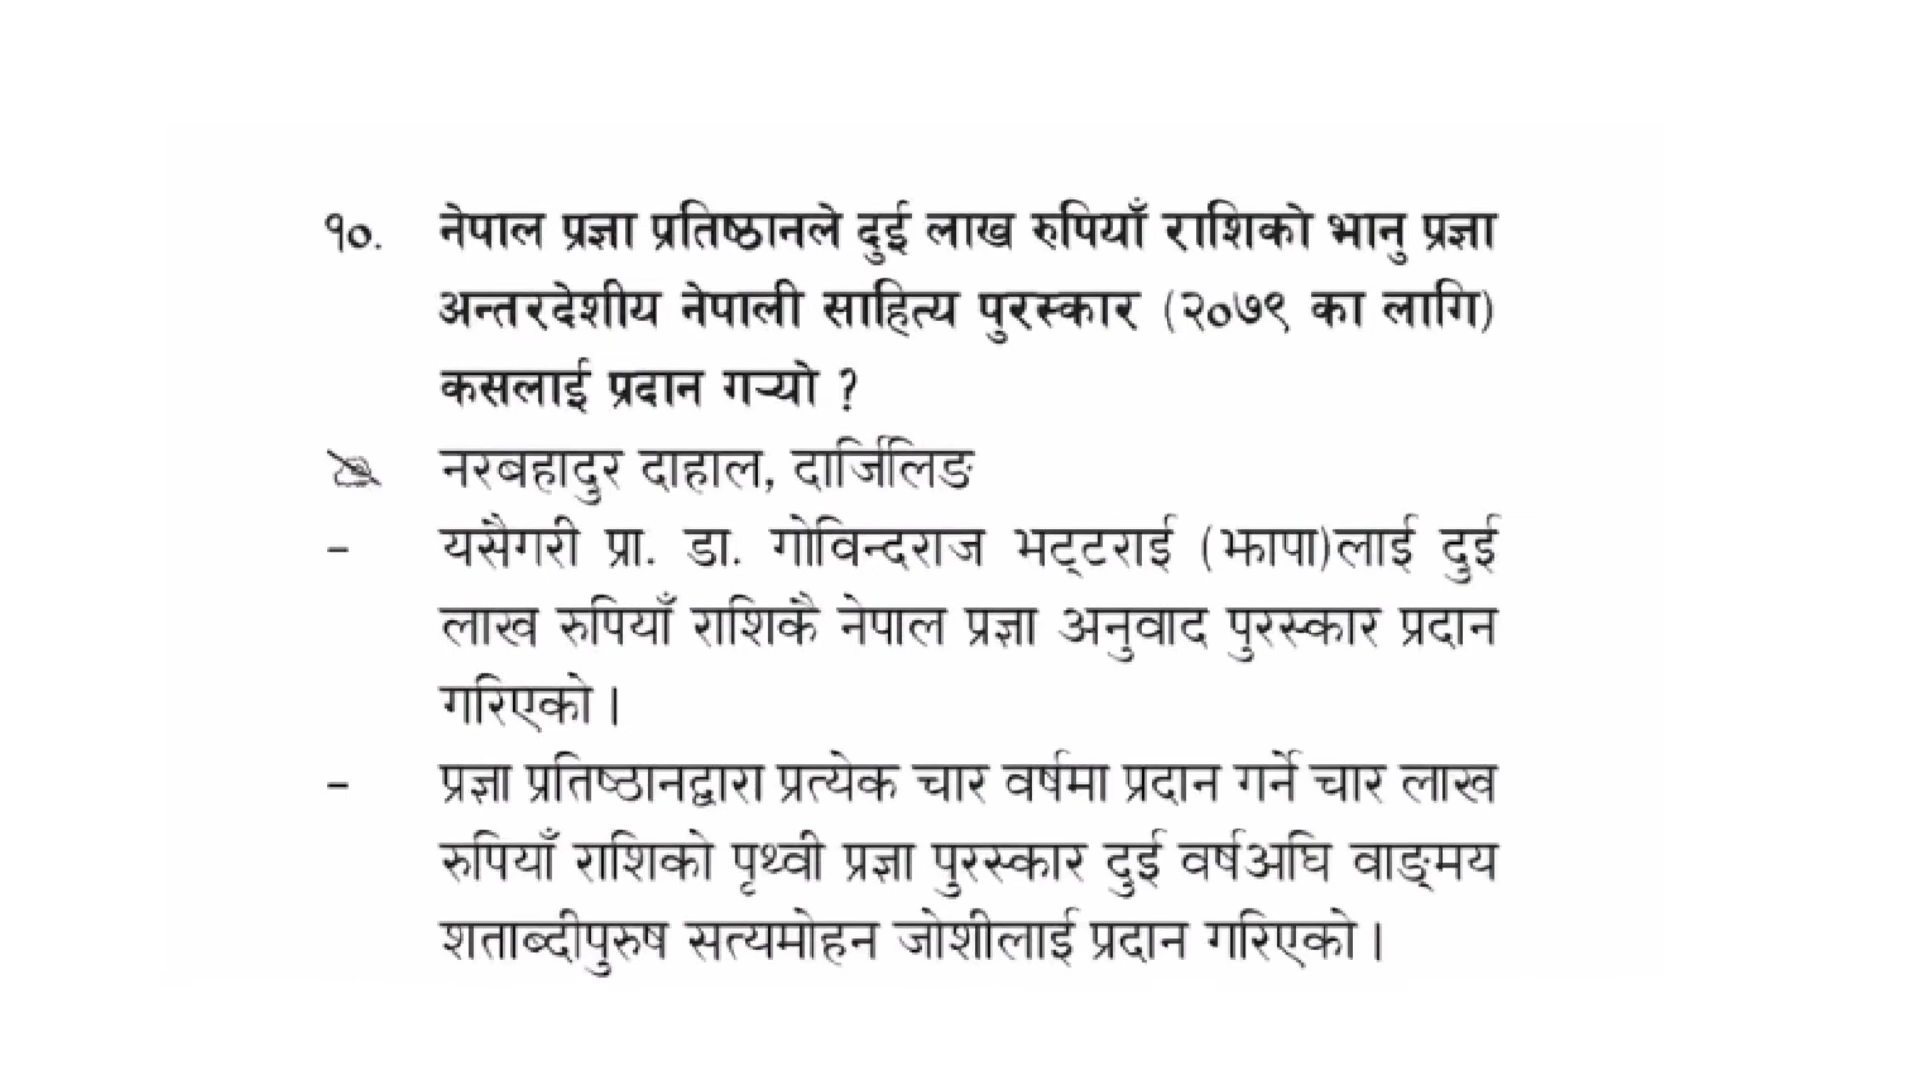 १०. नेपाल प्रज्ञा प्रतिष्ठानले दुई लाख रुपियाँ राशिको भानु प्रज्ञा
अन्तरदेशीय नेपाली साहित्य पुरस्कार (२०७९ का लागि)
कसलाई प्रदान गर्‍यो ?
नरबहादुर दाहाल, दार्जिलिङ
– यसैगरी प्रा. डा. गोविन्दराज भट्टराई (झापा)लाई दुई
लाख रुपियाँ राशिकै नेपाल प्रज्ञा अनुवाद पुरस्कार प्रदान
गरिएको।
– प्रज्ञा प्रतिष्ठानद्वारा प्रत्येक चार वर्षमा प्रदान गर्ने चार लाख
रुपियाँ राशिको पृथ्वी प्रज्ञा पुरस्कार दुई वर्षअघि वाङ्मय
शताब्दीपुरुष सत्यमोहन जोशीलाई प्रदान गरिएको।